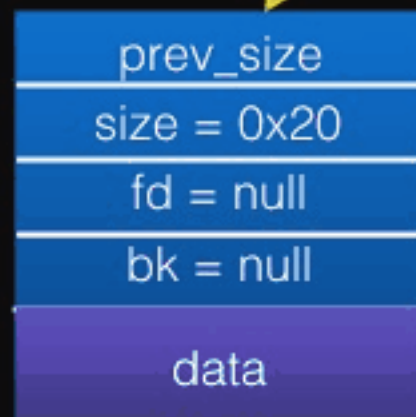 prev_size
size = 0x20
fd = null
bk = null
data